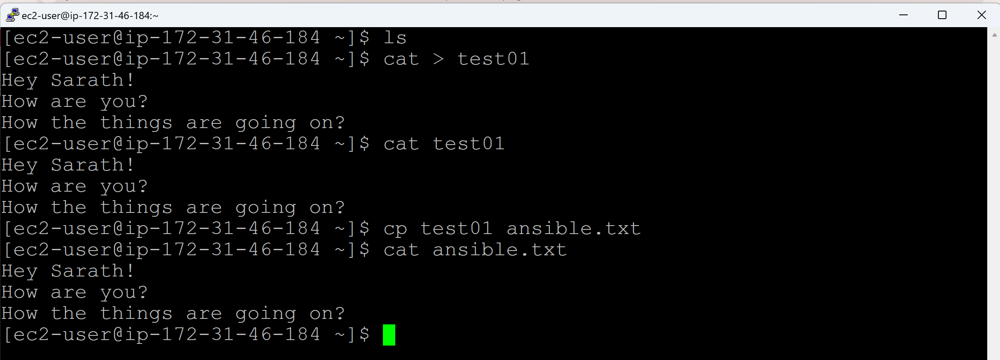 ec2-user@ip-172-31-46-184:~
[ec2-user@ip-172-31-46-184 ~]$ ls
[ec2-user@ip-172-31-46-184 ~]$ cat > test01
Hey Sarath!
How are you?
How the things are going on?
[ec2-user@ip-172-31-46-184 ~]$ cat test01
Hey Sarath!
How are you?
How the things are going on?
[ec2-user@ip-172-31-46-184 ~]$ cp test01 ansible.txt
[ec2-user@ip-172-31-46-184 ~]$ cat ansible.txt
Hey Sarath!
How are you?
How the things are going on?
[ec2-user@ip-172-31-46-184 ~]$